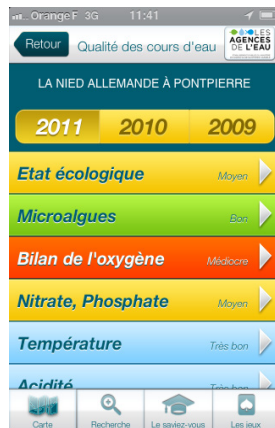 Orange F 3G 11:41
Retour Qualité des cours d'eau
LES
AGENCES
DE L'EAU
LA NIED ALLEMANDE À PONTPIERRE
2011 2010 2009
Etat écologique Moyen
Microalgues Bon
Bilan de l'oxygène Médiocre
Nitrate, Phosphate Moyen
Température Très bon
Acidité Très bon
Carte Recherche Le saviez-vous Les jeux